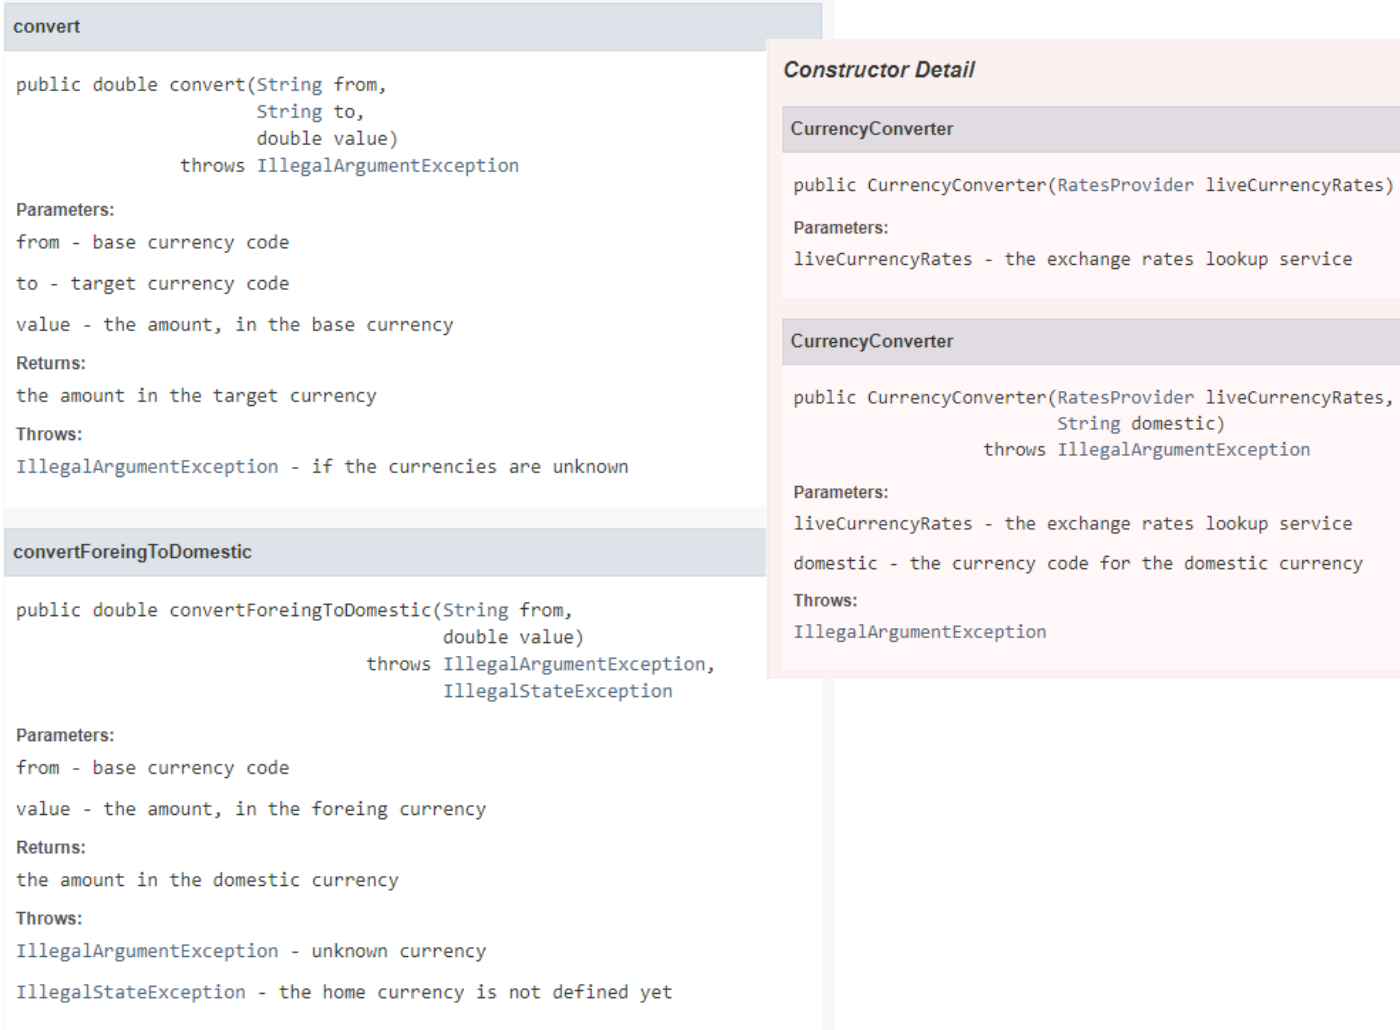 convert
public double convert(String from,
String to,
double value)
throws IllegalArgumentException
Parameters:
from - base currency code
to - target currency code
value - the amount, in the base currency
Returns:
the amount in the target currency
Throws:
IllegalArgumentException - if the currencies are unknown
convertForeingToDomestic
public double convertForeingToDomestic(String from,
double value)
throws IllegalArgumentException,
IllegalStateException
Parameters:
from - base currency code
value - the amount, in the foreing currency
Returns:
the amount in the domestic currency
Throws:
IllegalArgumentException - unknown currency
IllegalStateException - the home currency is not defined yet
Constructor Detail
CurrencyConverter
public CurrencyConverter(RatesProvider liveCurrencyRates)
Parameters:
liveCurrencyRates - the exchange rates lookup service
CurrencyConverter
public CurrencyConverter(RatesProvider liveCurrencyRates,
String domestic)
throws IllegalArgumentException
Parameters:
liveCurrencyRates - the exchange rates lookup service
domestic - the currency code for the domestic currency
Throws:
IllegalArgumentException